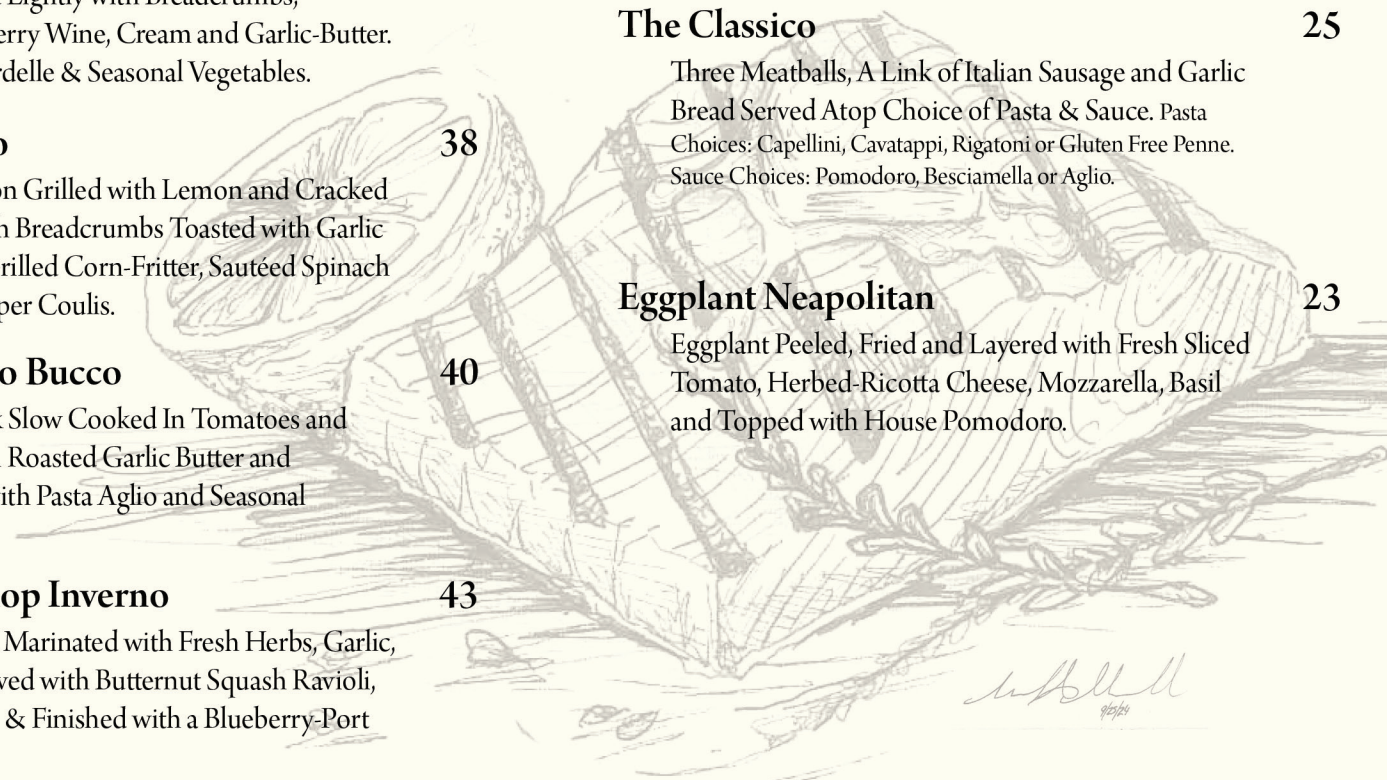 Lightly with Breadcrumbs,
erry Wine, Cream and Garlic-Butter.
rdelle & Seasonal Vegetables.
o 38
on Grilled with Lemon and Cracked
h Breadcrumbs Toasted with Garlic
rilled Corn-Fritter, Sautéed Spinach
per Coulis.
o Bucco 40
k Slow Cooked In Tomatoes and
Roasted Garlic Butter and
ith Pasta Aglio and Seasonal
op Inverno 43
Marinated with Fresh Herbs, Garlic,
ved with Butternut Squash Ravioli,
& Finished with a Blueberry-Port
The Classico 25
Three Meatballs, A Link of Italian Sausage and Garlic
Bread Served Atop Choice of Pasta & Sauce. Pasta
Choices: Capellini, Cavatappi, Rigatoni or Gluten Free Penne.
Sauce Choices: Pomodoro, Besciamella or Aglio.
Eggplant Neapolitan 23
Eggplant Peeled, Fried and Layered with Fresh Sliced
Tomato, Herbed-Ricotta Cheese, Mozzarella, Basil
and Topped with House Pomodoro.
9/25/24